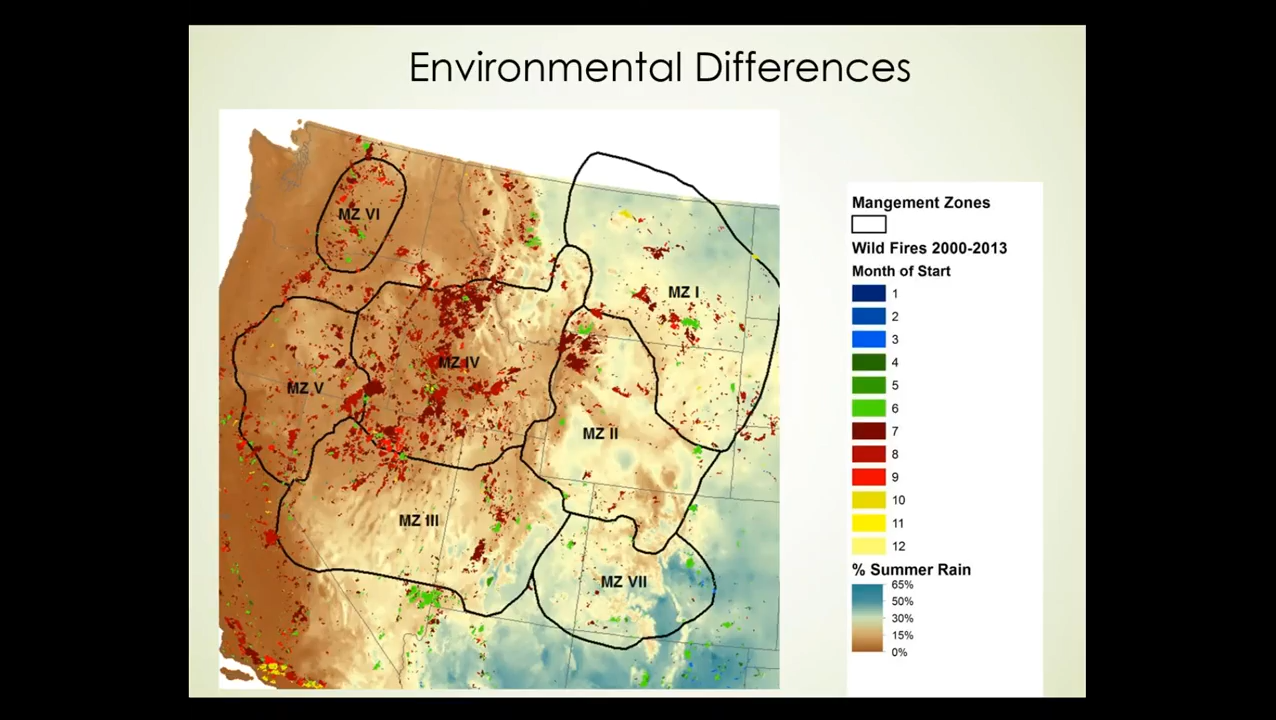 Environmental Differences
MZ VI
MZ I
MZ IV
MZ V
MZ II
MZ III
MZ VII
Mangement Zones
Wild Fires 2000-2013
Month of Start
1
2
3
4
5
6
7
8
9
10
11
12
% Summer Rain
65%
50%
30%
15%
0%